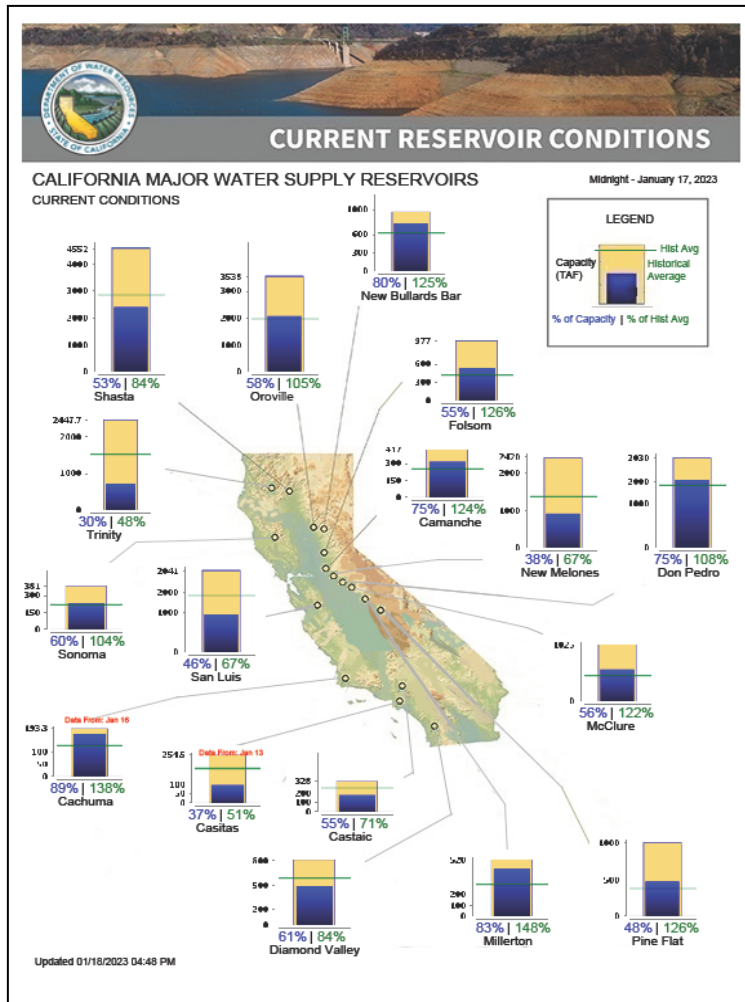 DEPARTMENT OF WATER RESOURCES
STATE OF CALIFORNIA
CURRENT RESERVOIR CONDITIONS
CALIFORNIA MAJOR WATER SUPPLY RESERVOIRS
Midnight - January 17, 2023
CURRENT CONDITIONS
LEGEND
Capacity
(TAF)
Hist Avg
Historical
Average
% of Capacity | % of Hist Avg
4552
4000
3000
2000
1000
0
53% | 84%
Shasta
3535
3000
2000
1000
0
58% | 105%
Oroville
1000
600
300
0
80% | 125%
New Bullards Bar
977
600
300
0
55% | 126%
Folsom
2447.7
2000
1000
0
30% | 48%
Trinity
417
300
150
0
75% | 124%
Camanche
2420
2000
1000
0
38% | 67%
New Melones
2030
2000
1000
0
75% | 108%
Don Pedro
381
300
150
0
60% | 104%
Sonoma
2041
1000
0
46% | 67%
San Luis
1025
0
56% | 122%
McClure
Data From: Jan 16
193.3
100
50
0
89% | 138%
Cachuma
Data From: Jan 13
254.5
100
50
0
37% | 51%
Casitas
325
200
100
0
55% | 71%
Castaic
500
200
0
61% | 84%
Diamond Valley
520
200
100
0
83% | 148%
Millerton
1000
500
0
48% | 126%
Pine Flat
Updated 01/18/2023 04:48 PM